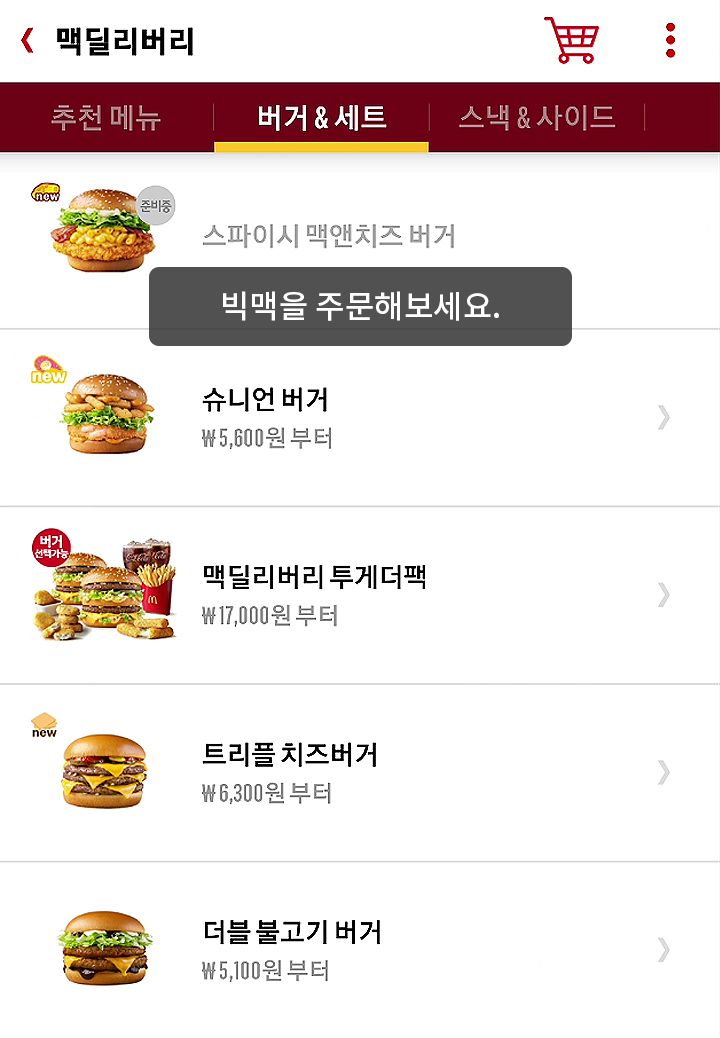 맥딜리버리
추천 메뉴
버거 & 세트
스낵 & 사이드
new
준비중
스파이시 맥앤치즈 버거
빅맥을 주문해보세요.
new
슈니언 버거
₩5,600원 부터
버거
선택가능
맥딜리버리 투게더팩
₩17,000원 부터
new
트리플 치즈버거
₩6,300원 부터
더블 불고기 버거
₩5,100원 부터